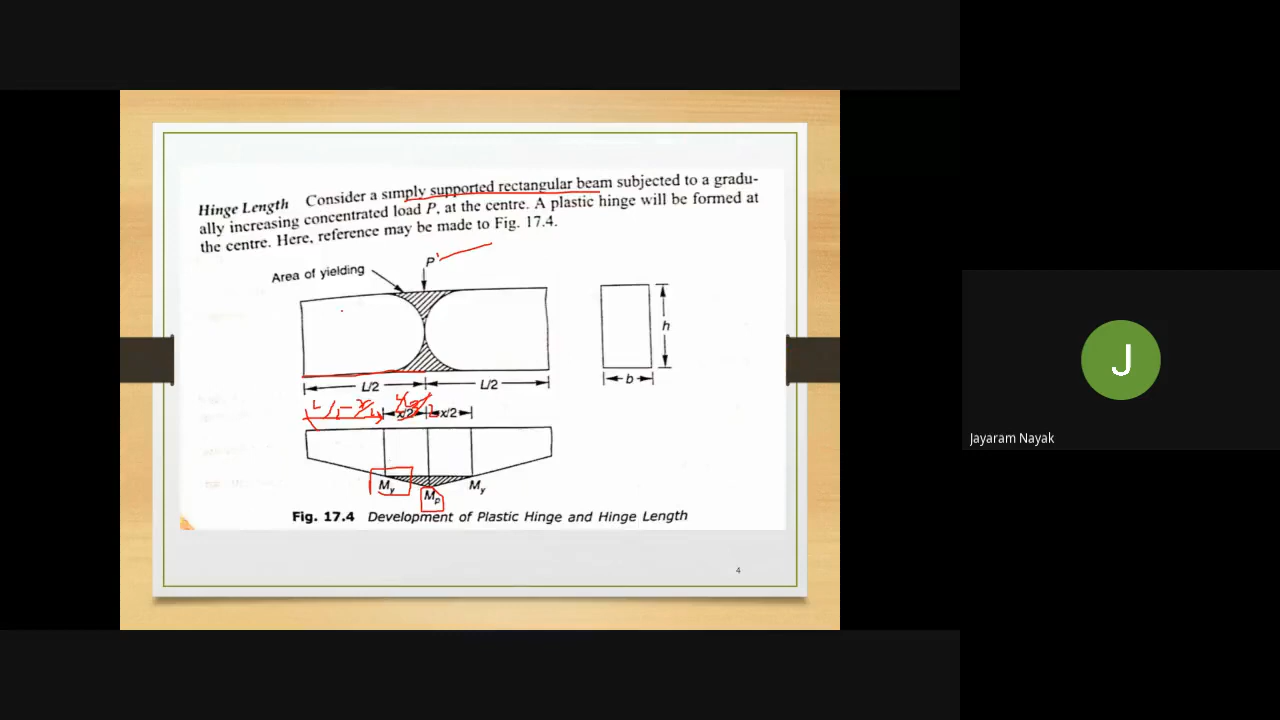 Hinge Length Consider a simply supported rectangular beam subjected to a gradu-
ally increasing concentrated load P, at the centre. A plastic hinge will be formed at
the centre. Here, reference may be made to Fig. 17.4.
Area of yielding
P
h
b
L/2
L/2
x/2
x/2
My
Mp
My
Fig. 17.4 Development of Plastic Hinge and Hinge Length
4
J
Jayaram Nayak